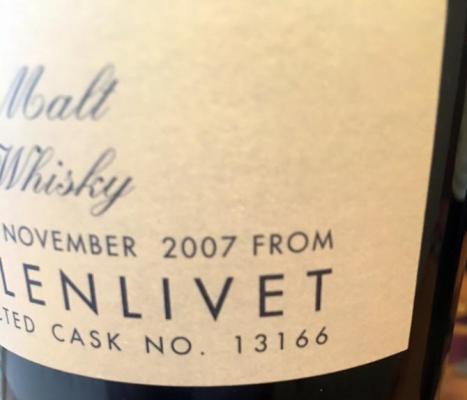 Malt
Whisky
NOVEMBER 2007 FROM
LENLIVET
TED CASK NO. 13166